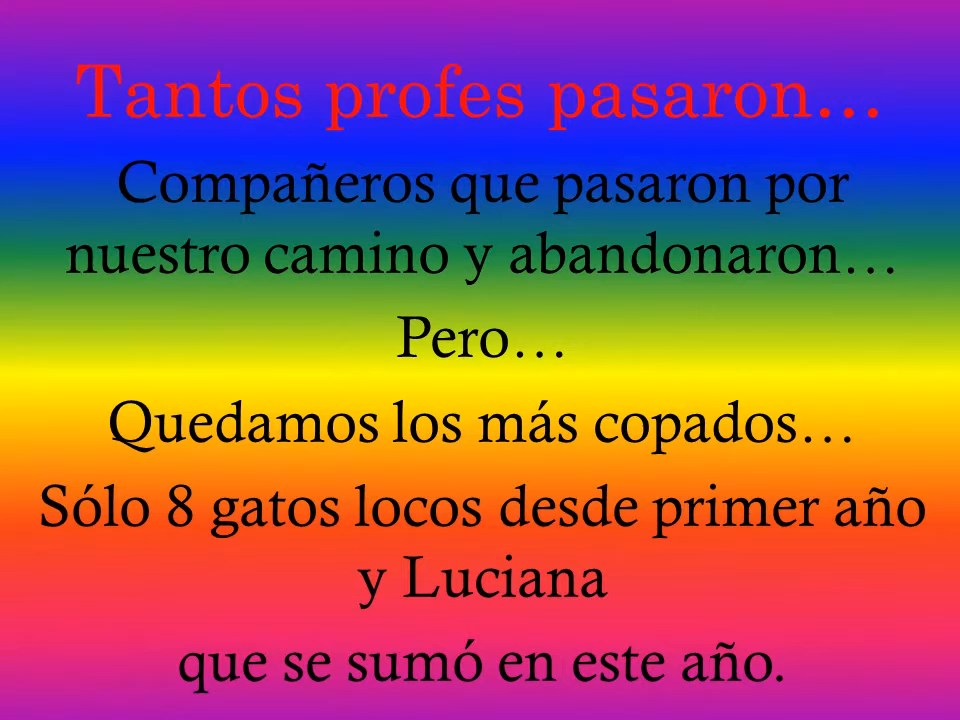 Tantos profes pasaron...
Compañeros que pasaron por
nuestro camino y abandonaron...
Pero...
Quedamos los más copados...
Sólo 8 gatos locos desde primer año
y Luciana
que se sumó en este año.